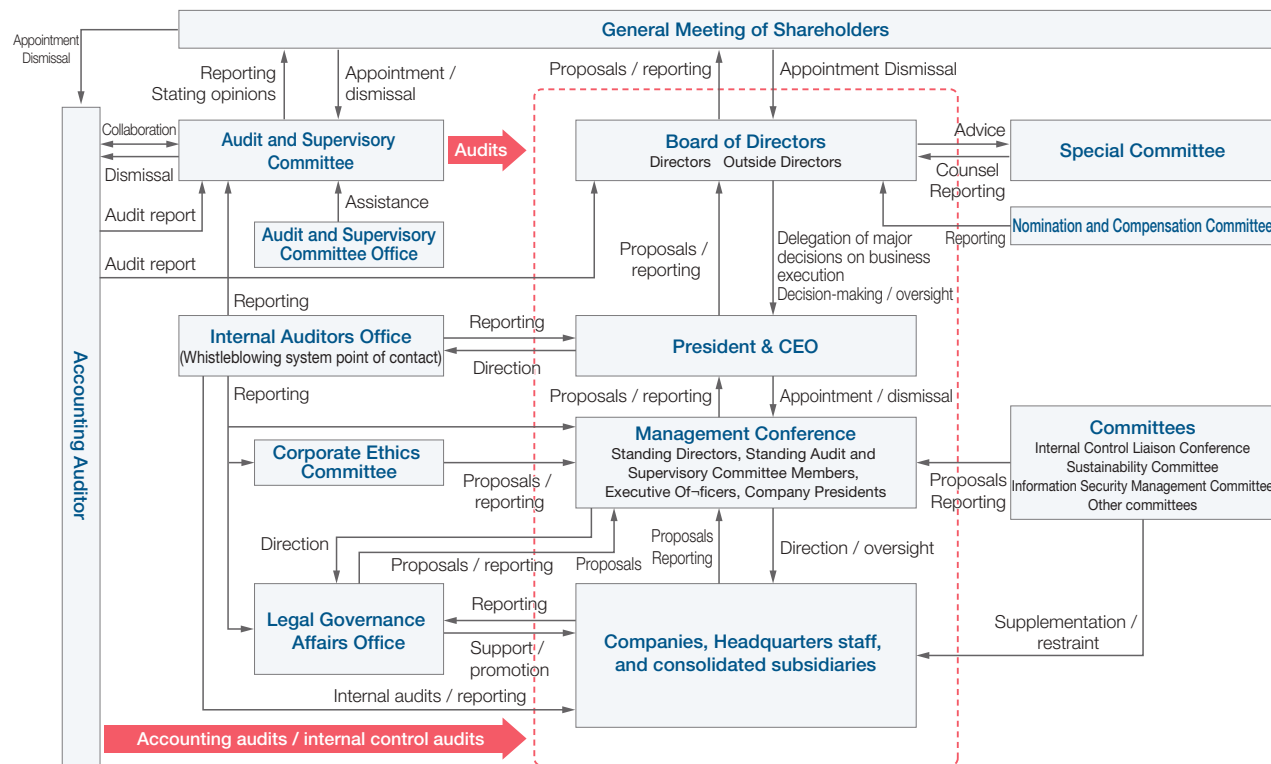 General Meeting of Shareholders
Appointment
Dismissal
Reporting
Stating opinions
Appointment /
dismissal
Proposals / reporting
Appointment Dismissal
Collaboration
Dismissal
Audit and Supervisory
Committee
Audits
Board of Directors
Directors Outside Directors
Advice
Counsel
Reporting
Special Committee
Audit report
Assistance
Audit and Supervisory
Committee Office
Nomination and Compensation Committee
Reporting
Audit report
Proposals
/ reporting
Delegation of major
decisions on business
execution
Decision-making / oversight
Reporting
Internal Auditors Office
(Whistleblowing system point of contact)
Reporting
Direction
President & CEO
Accounting Auditor
Reporting
Proposals / reporting
Appointment / dismissal
Corporate Ethics
Committee
Proposals /
reporting
Management Conference
Standing Directors, Standing Audit and
Supervisory Committee Members,
Executive Of¬ficers, Company Presidents
Proposals
Reporting
Committees
Internal Control Liaison Conference
Sustainability Committee
Information Security Management Committee
Other committees
Direction
Proposals / reporting
Proposals
Proposals
Reporting
Direction / oversight
Legal Governance
Affairs Office
Reporting
Support /
promotion
Companies, Headquarters staff,
and consolidated subsidiaries
Supplementation /
restraint
Internal audits / reporting
Accounting audits / internal control audits